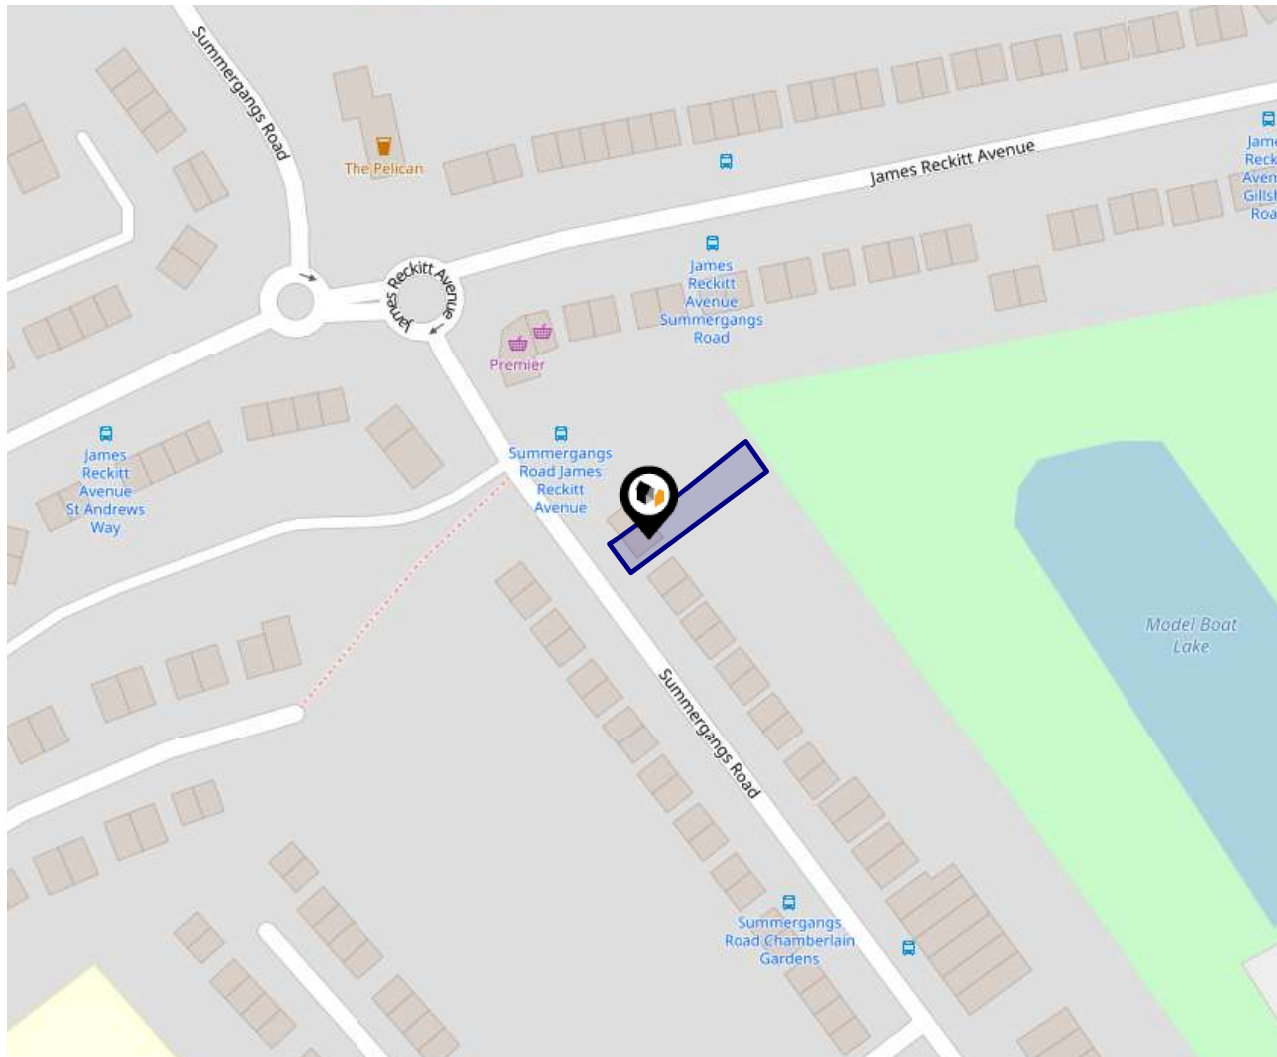 Summergangs Road
The Pelican
James Reckitt Avenue
James Reckitt Avenue
James
Reckitt
Avenue
Summergangs
Road
Premier
James
Reckitt
Avenue
St Andrews
Way
Summergangs
Road James
Reckitt
Avenue
Model Boat
Lake
Summergangs Road
Summergangs
Road Chamberlain
Gardens